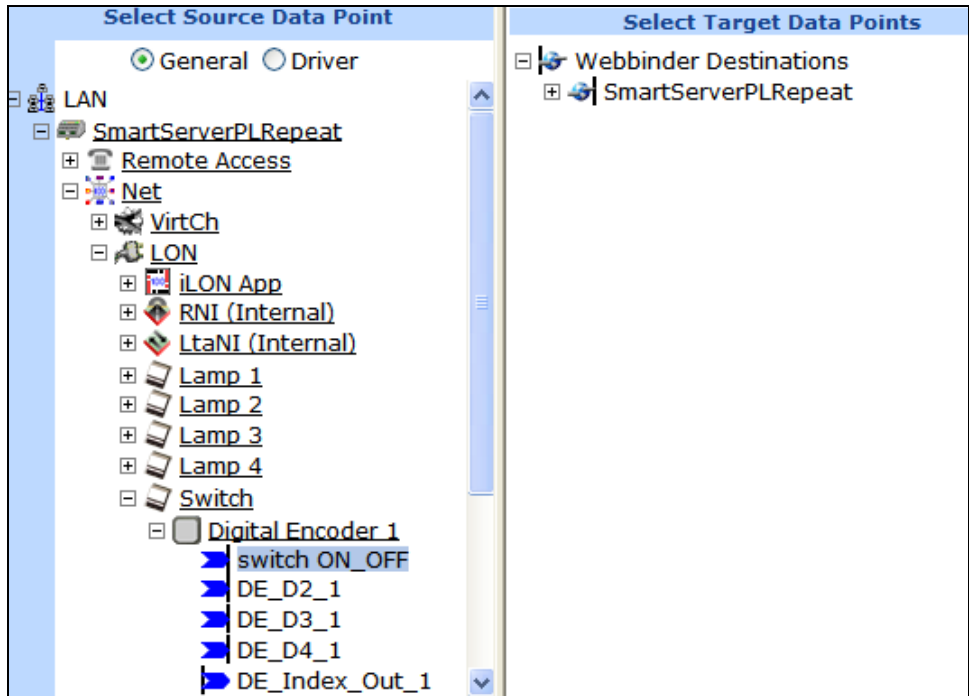 Select Source Data Point
General Driver
LAN
SmartServerPLRepeat
Remote Access
Net
VirtCh
LON
iLON App
RNI (Internal)
LtaNI (Internal)
Lamp 1
Lamp 2
Lamp 3
Lamp 4
Switch
Digital Encoder 1
switch ON_OFF
DE_D2_1
DE_D3_1
DE_D4_1
DE_Index_Out_1
Select Target Data Points
Webbinder Destinations
SmartServerPLRepeat